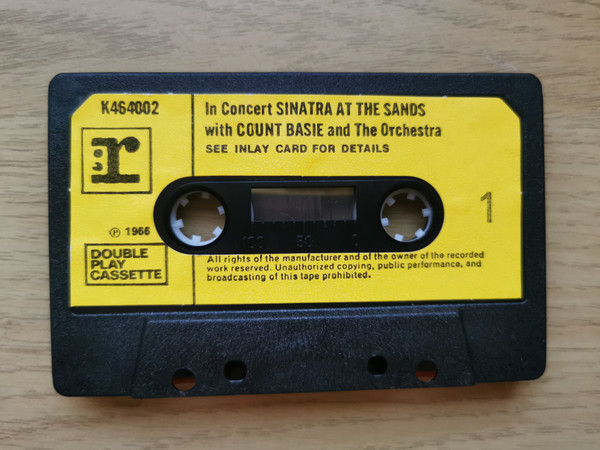 K464002
In Concert SINATRA AT THE SANDS
with COUNT BASIE and The Orchestra
SEE INLAY CARD FOR DETAILS
r
1
℗ 1966
100 50 0
DOUBLE
PLAY
CASSETTE
All rights of the manufacturer and of the owner of the recorded
work reserved. Unauthorized copying, public performance, and
broadcasting of this tape prohibited.